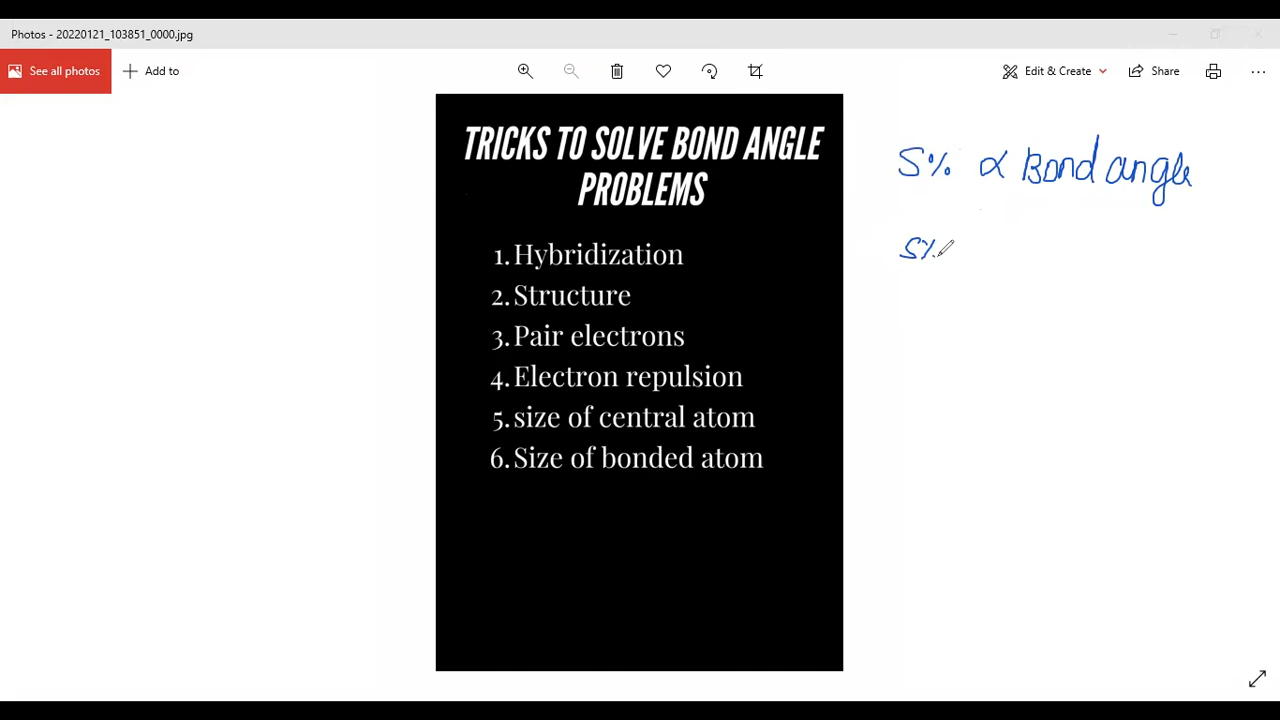 Photos - 20220121_103851_0000.jpg
See all photos
Add to
Edit & Create
Share
TRICKS TO SOLVE BOND ANGLE
PROBLEMS
1. Hybridization
2. Structure
3. Pair electrons
4. Electron repulsion
5. size of central atom
6. Size of bonded atom
S% ∝ Bond angle
S%